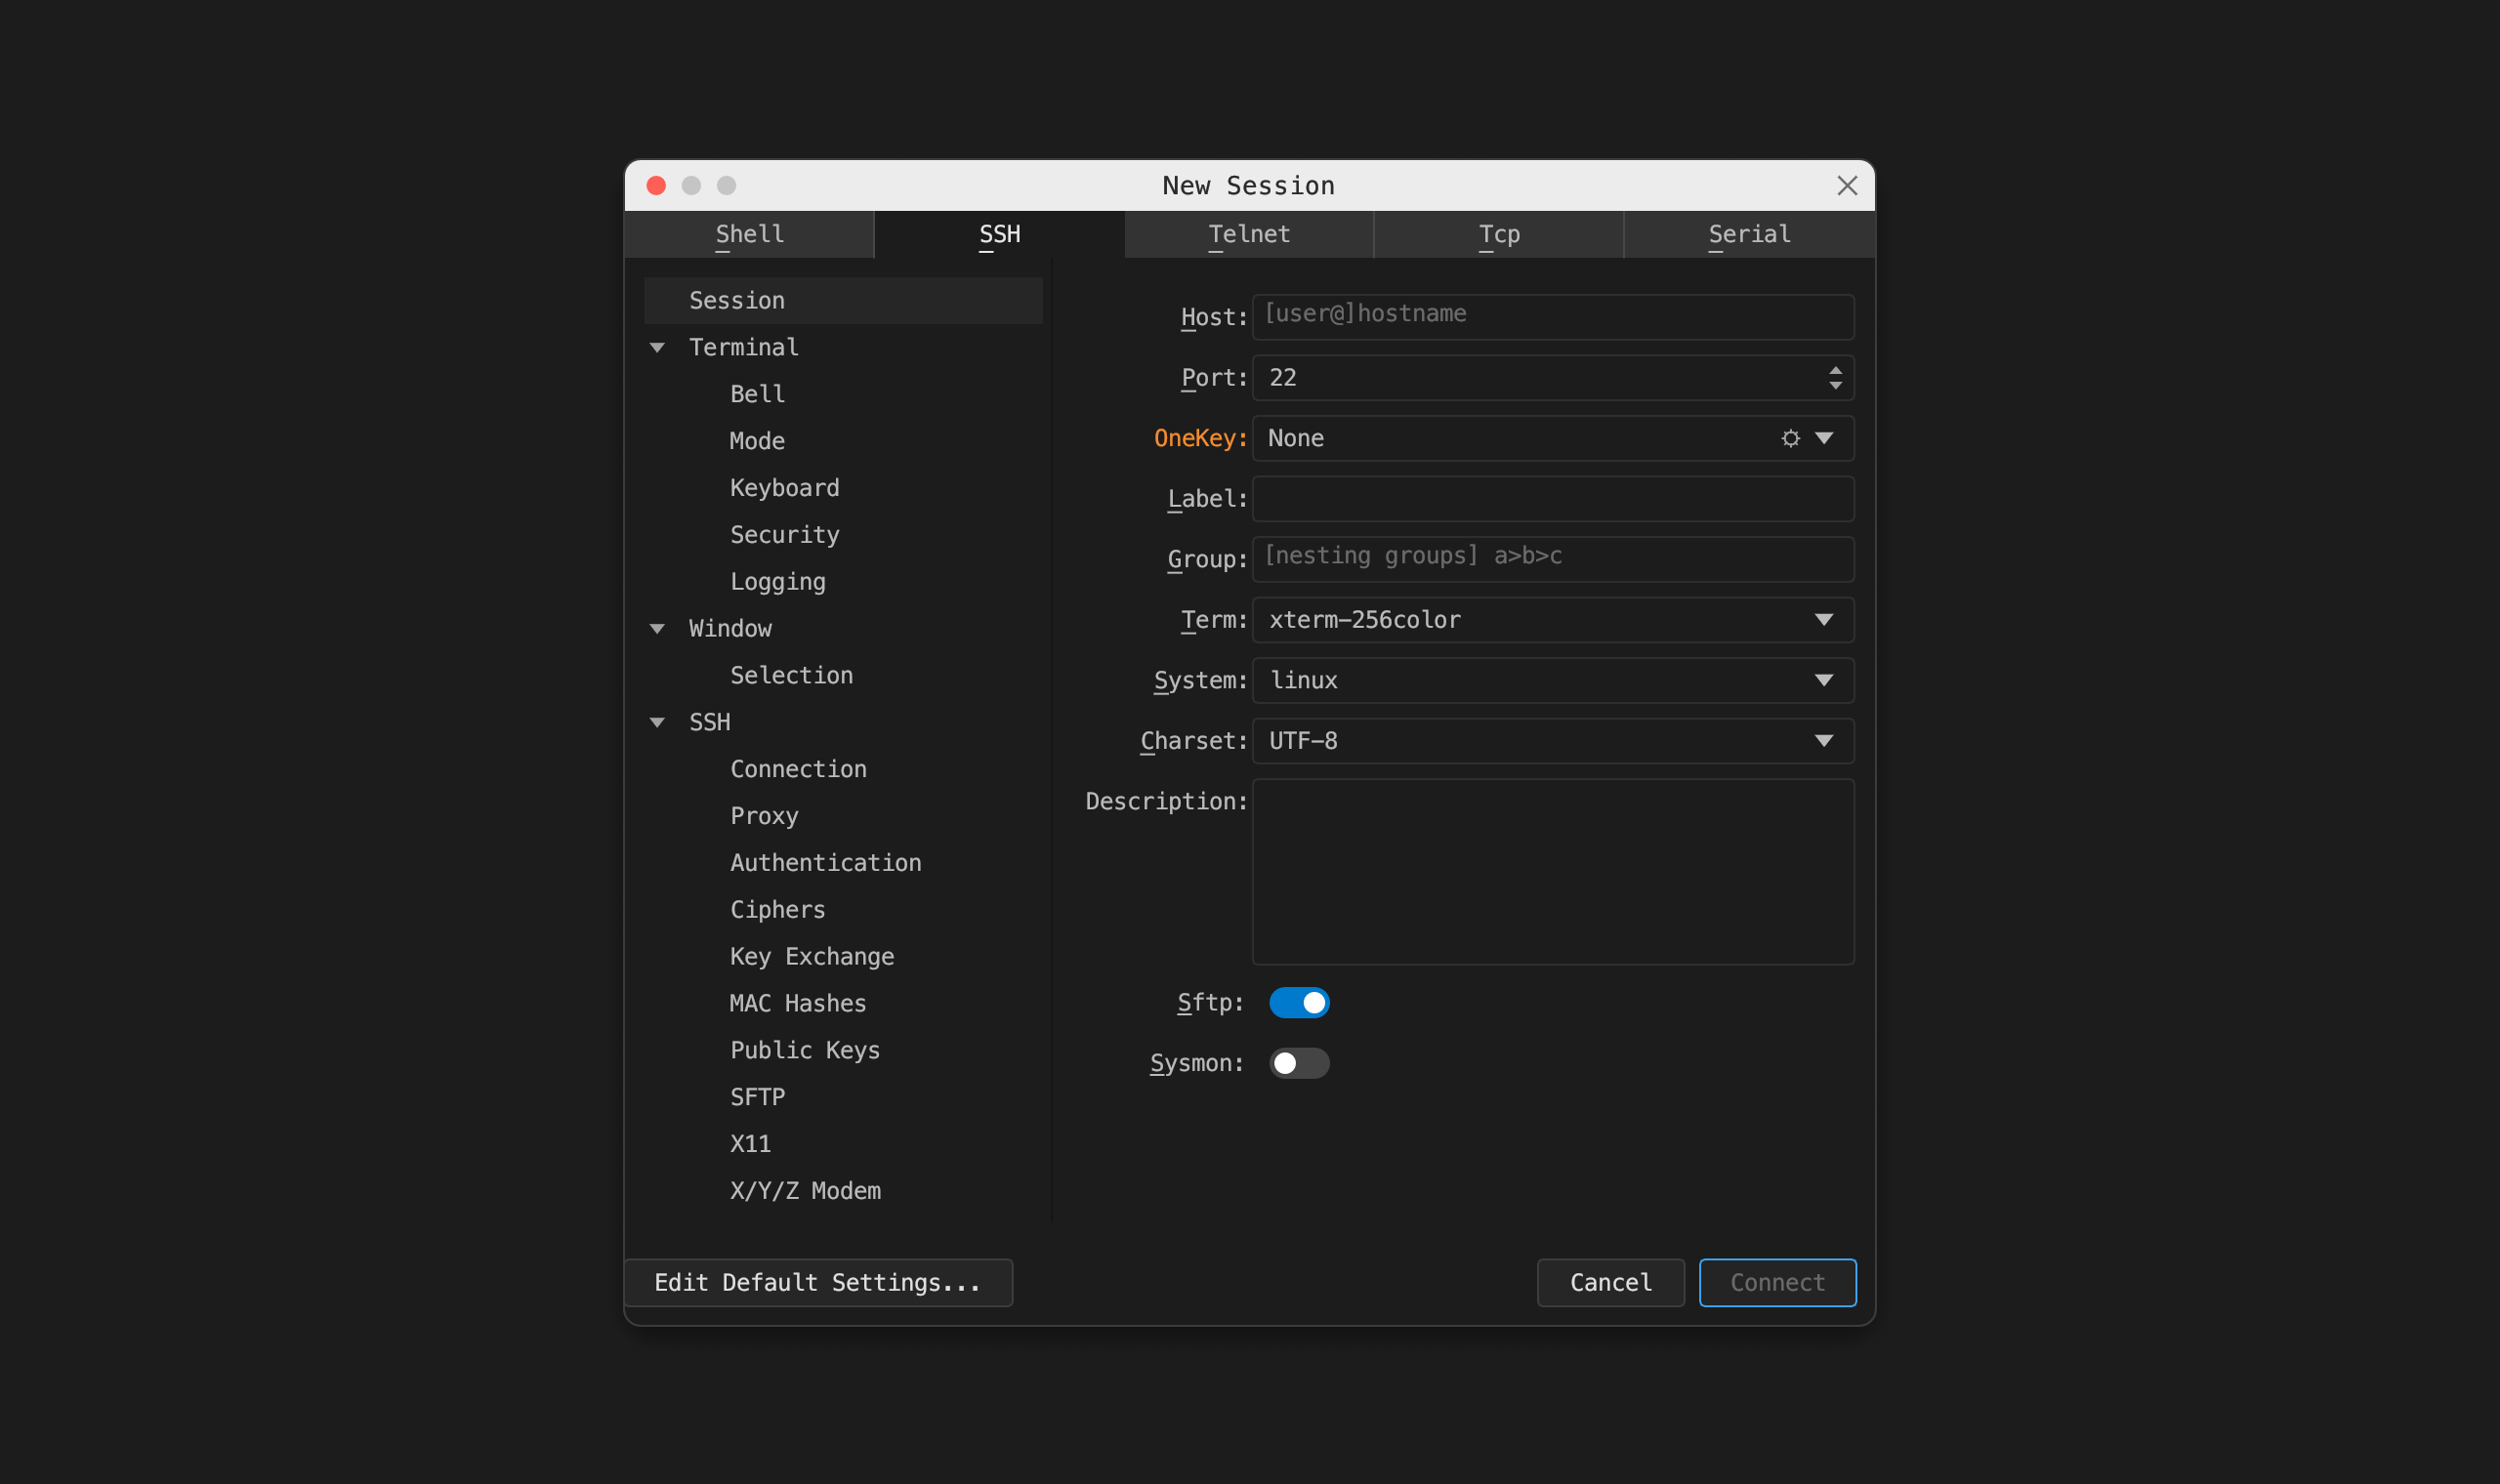 New Session
Shell SSH Telnet Tcp Serial
Session
Terminal
Bell
Mode
Keyboard
Security
Logging
Window
Selection
SSH
Connection
Proxy
Authentication
Ciphers
Key Exchange
MAC Hashes
Public Keys
SFTP
X11
X/Y/Z Modem
Host: [user@]hostname
Port: 22
OneKey: None
Label:
Group: [nesting groups] a>b>c
Term: xterm-256color
System: linux
Charset: UTF-8
Description:
Sftp:
Sysmon:
Edit Default Settings... Cancel Connect